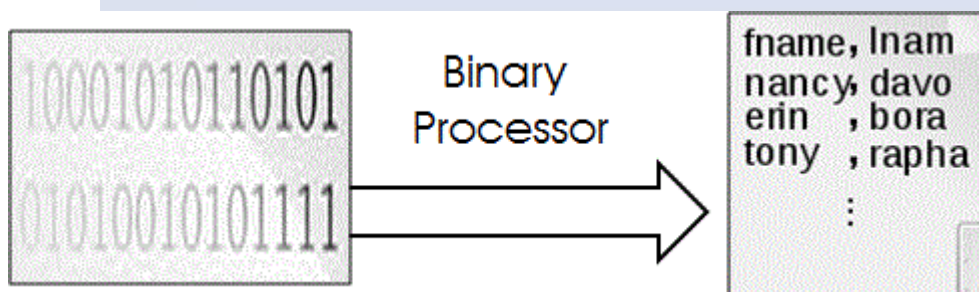 10001010110101
01010010101111
Binary
Processor
fname, lnam
nancy, davo
erin , bora
tony , rapha
⋮